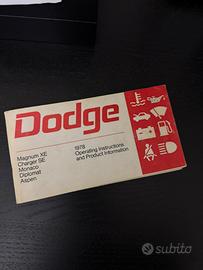 Dodge
Magnum XE
Charger SE
Monaco
Diplomat
Aspen
1978
Operating Instructions
and Product Information
subito